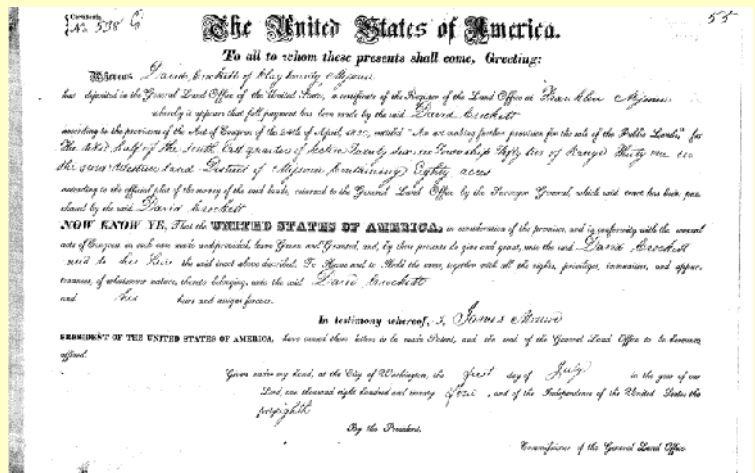 Certificate
No. 538
55
The United States of America.
To all to whom these presents shall come, Greeting:
Whereas David Crockett of Clay County Missouri
has deposited in the General Land Office of the United States, a certificate of the Register of the Land Office at Franklin Missouri
whereby it appears that full payment has been made by the said David Crockett
according to the provisions of the Act of Congress of the 24th of April, 1820, entitled "An act making further provision for the sale of the Public Lands," for
The West half of the South East quarter of Section Twenty six in Township Fifty two of Range Thirty one in
the Land District of Missouri Containing Eighty acres
according to the official plat of the survey of the said lands, returned to the General Land Office by the Surveyor General, which said tract has been pur-
chased by the said David Crockett
NOW KNOW YE, That the UNITED STATES OF AMERICA, in consideration of the premises, and in conformity with the several
acts of Congress in such case made and provided, have Given and Granted, and, by these presents do give and grant, unto the said David Crockett
and to his heirs the said tract above described: To Have and to Hold the same, together with all the rights, privileges, immunities, and appur-
tenances, of whatsoever nature, thereto belonging, unto the said David Crockett
and his heirs and assigns forever.
In testimony whereof, I, James Monroe
PRESIDENT OF THE UNITED STATES OF AMERICA, have caused these letters to be made Patent, and the seal of the General Land Office to be hereunto
affixed.
Given under my hand, at the City of Washington, the first day of July in the year of our
Lord, one thousand eight hundred and twenty four, and of the Independence of the United States the
forty eighth
By the President.
Commissioner of the General Land Office.